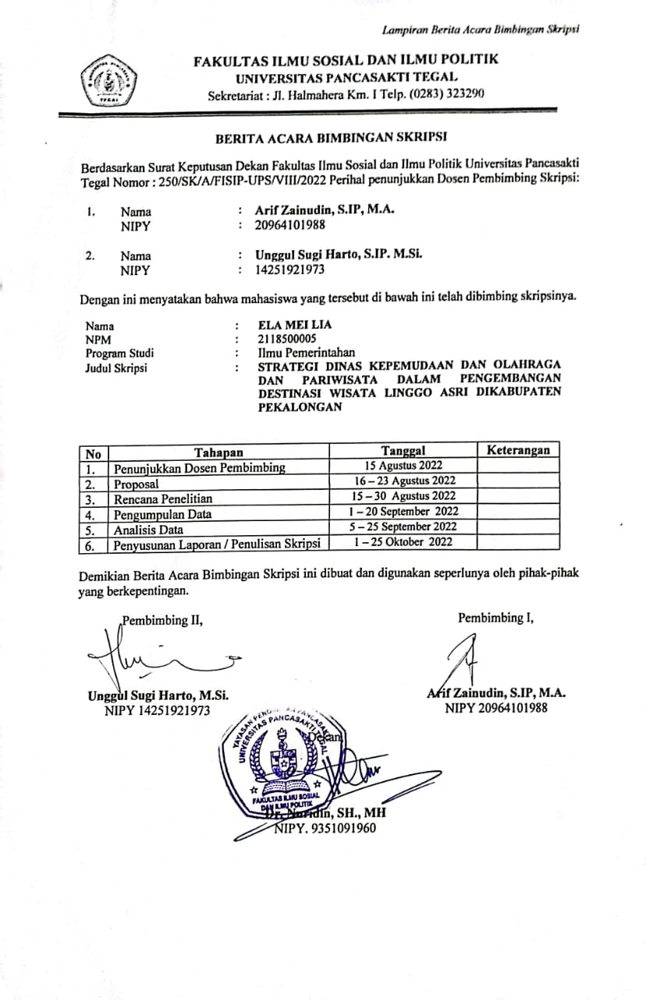 Lampiran Berita Acara Bimbingan Skripsi
FAKULTAS ILMU SOSIAL DAN ILMU POLITIK
UNIVERSITAS PANCASAKTI TEGAL
Sekretariat : Jl. Halmahera Km. I Telp. (0283) 323290
TEGAL
BERITA ACARA BIMBINGAN SKRIPSI
Berdasarkan Surat Keputusan Dekan Fakultas Ilmu Sosial dan Ilmu Politik Universitas Pancasakti
Tegal Nomor : 250/SK/A/FISIP-UPS/VIII/2022 Perihal penunjukkan Dosen Pembimbing Skripsi:
1. Nama : Arif Zainudin, S.IP, M.A.
NIPY : 20964101988
2. Nama : Unggul Sugi Harto, S.IP. M.Si.
NIPY : 14251921973
Dengan ini menyatakan bahwa mahasiswa yang tersebut di bawah ini telah dibimbing skripsinya.
Nama : ELA MEI LIA
NPM : 2118500005
Program Studi : Ilmu Pemerintahan
Judul Skripsi : STRATEGI DINAS KEPEMUDAAN DAN OLAHRAGA
DAN PARIWISATA DALAM PENGEMBANGAN
DESTINASI WISATA LINGGO ASRI DIKABUPATEN
PEKALONGAN
No Tahapan Tanggal Keterangan
1. Penunjukkan Dosen Pembimbing 15 Agustus 2022
2. Proposal 16 – 23 Agustus 2022
3. Rencana Penelitian 15 – 30 Agustus 2022
4. Pengumpulan Data 1 – 20 September 2022
5. Analisis Data 5 – 25 September 2022
6. Penyusunan Laporan / Penulisan Skripsi 1 – 25 Oktober 2022
Demikian Berita Acara Bimbingan Skripsi ini dibuat dan digunakan seperlunya oleh pihak-pihak
yang berkepentingan.
Pembimbing II, Pembimbing I,
Unggul Sugi Harto, M.Si. Arif Zainudin, S.IP, M.A.
NIPY 14251921973 NIPY 20964101988
YAYASAN PANCASAKTI
UNIVERSITAS PANCASAKTI TEGAL
Dekan
FAKULTAS ILMU SOSIAL
DAN ILMU POLITIK
Dr. Nuridin, SH., MH
NIPY. 9351091960